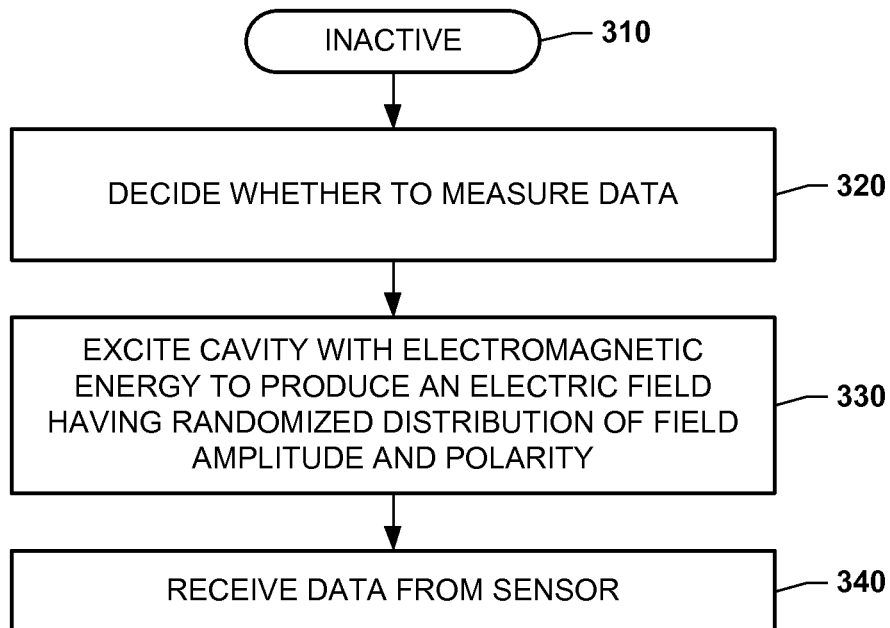 INACTIVE
310
DECIDE WHETHER TO MEASURE DATA
320
EXCITE CAVITY WITH ELECTROMAGNETIC
ENERGY TO PRODUCE AN ELECTRIC FIELD
HAVING RANDOMIZED DISTRIBUTION OF FIELD
AMPLITUDE AND POLARITY
330
RECEIVE DATA FROM SENSOR
340